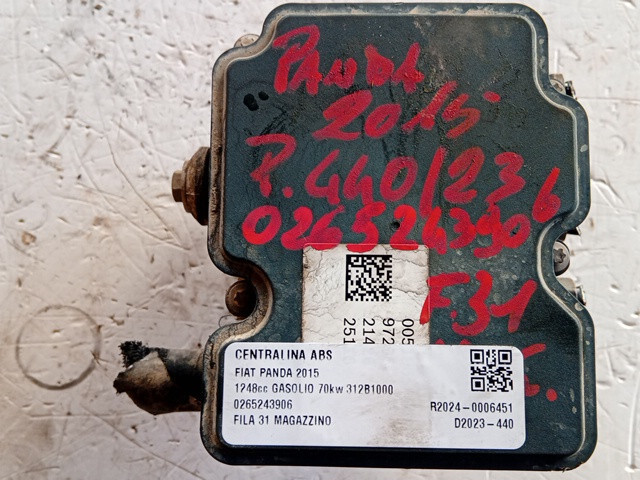 PANDA
2015
P. 440/236
0265243906
F.31
005
972
214
251
CENTRALINA ABS
FIAT PANDA 2015
1248cc GASOLIO 70kw 312B1000
0265243906
FILA 31 MAGAZZINO
R2024-0006451
D2023-440